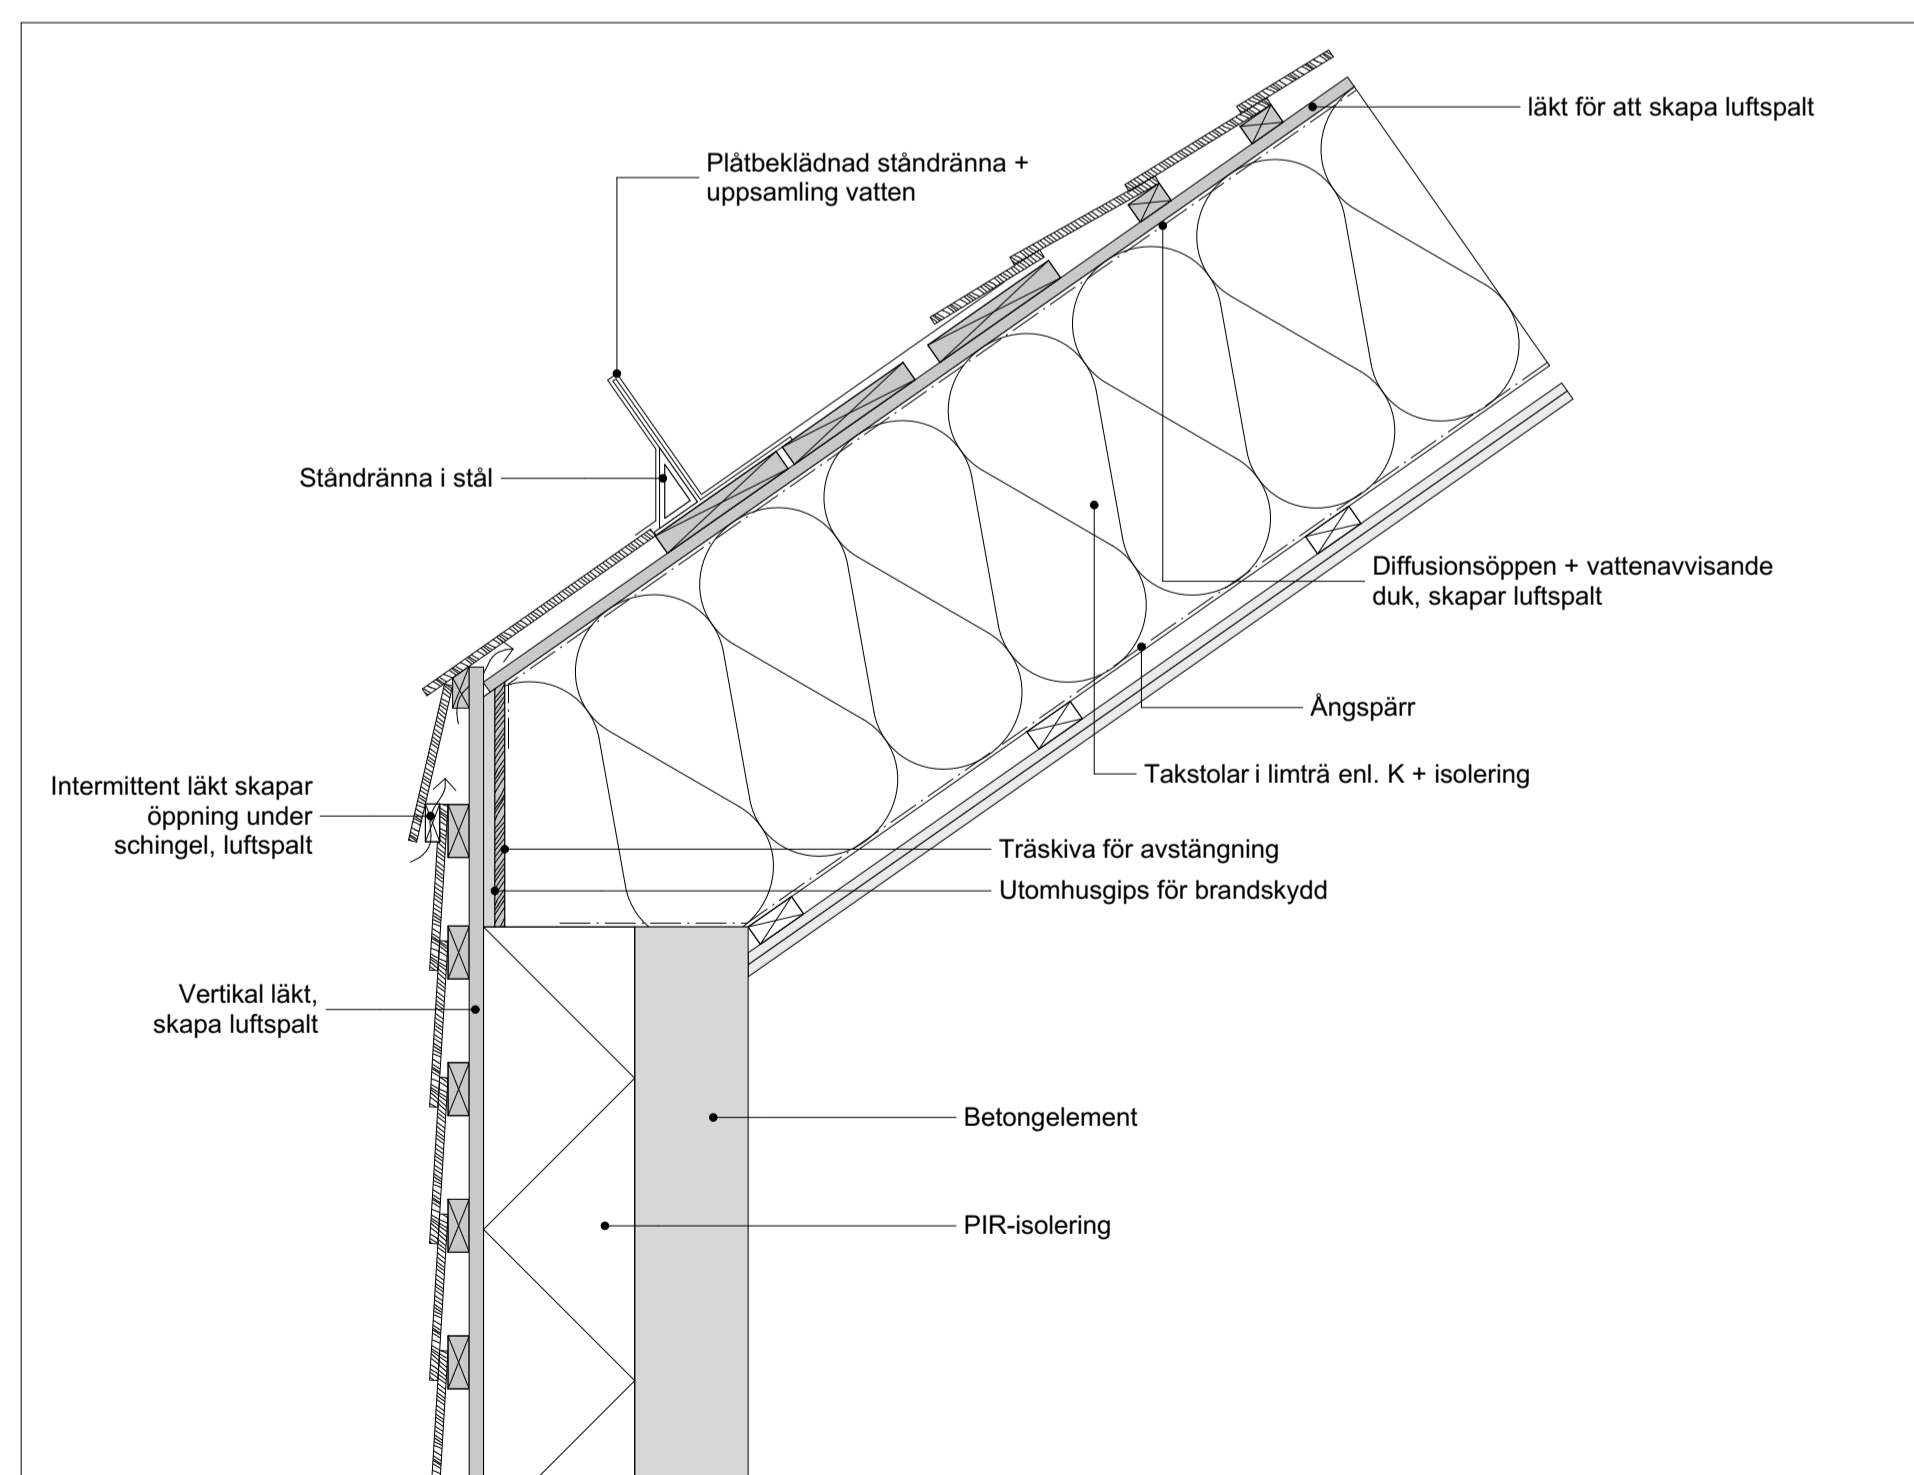 läkt för att skapa luftspalt
Plåtbeklädnad ståndränna +
uppsamling vatten
Ståndränna i stål
Diffusionsöppen + vattenavvisande
duk, skapar luftspalt
Ångspärr
Takstolar i limträ enl. K + isolering
Intermittent läkt skapar
öppning under
schingel, luftspalt
Träskiva för avstängning
Utomhusgips för brandskydd
Vertikal läkt,
skapa luftspalt
Betongelement
PIR-isolering